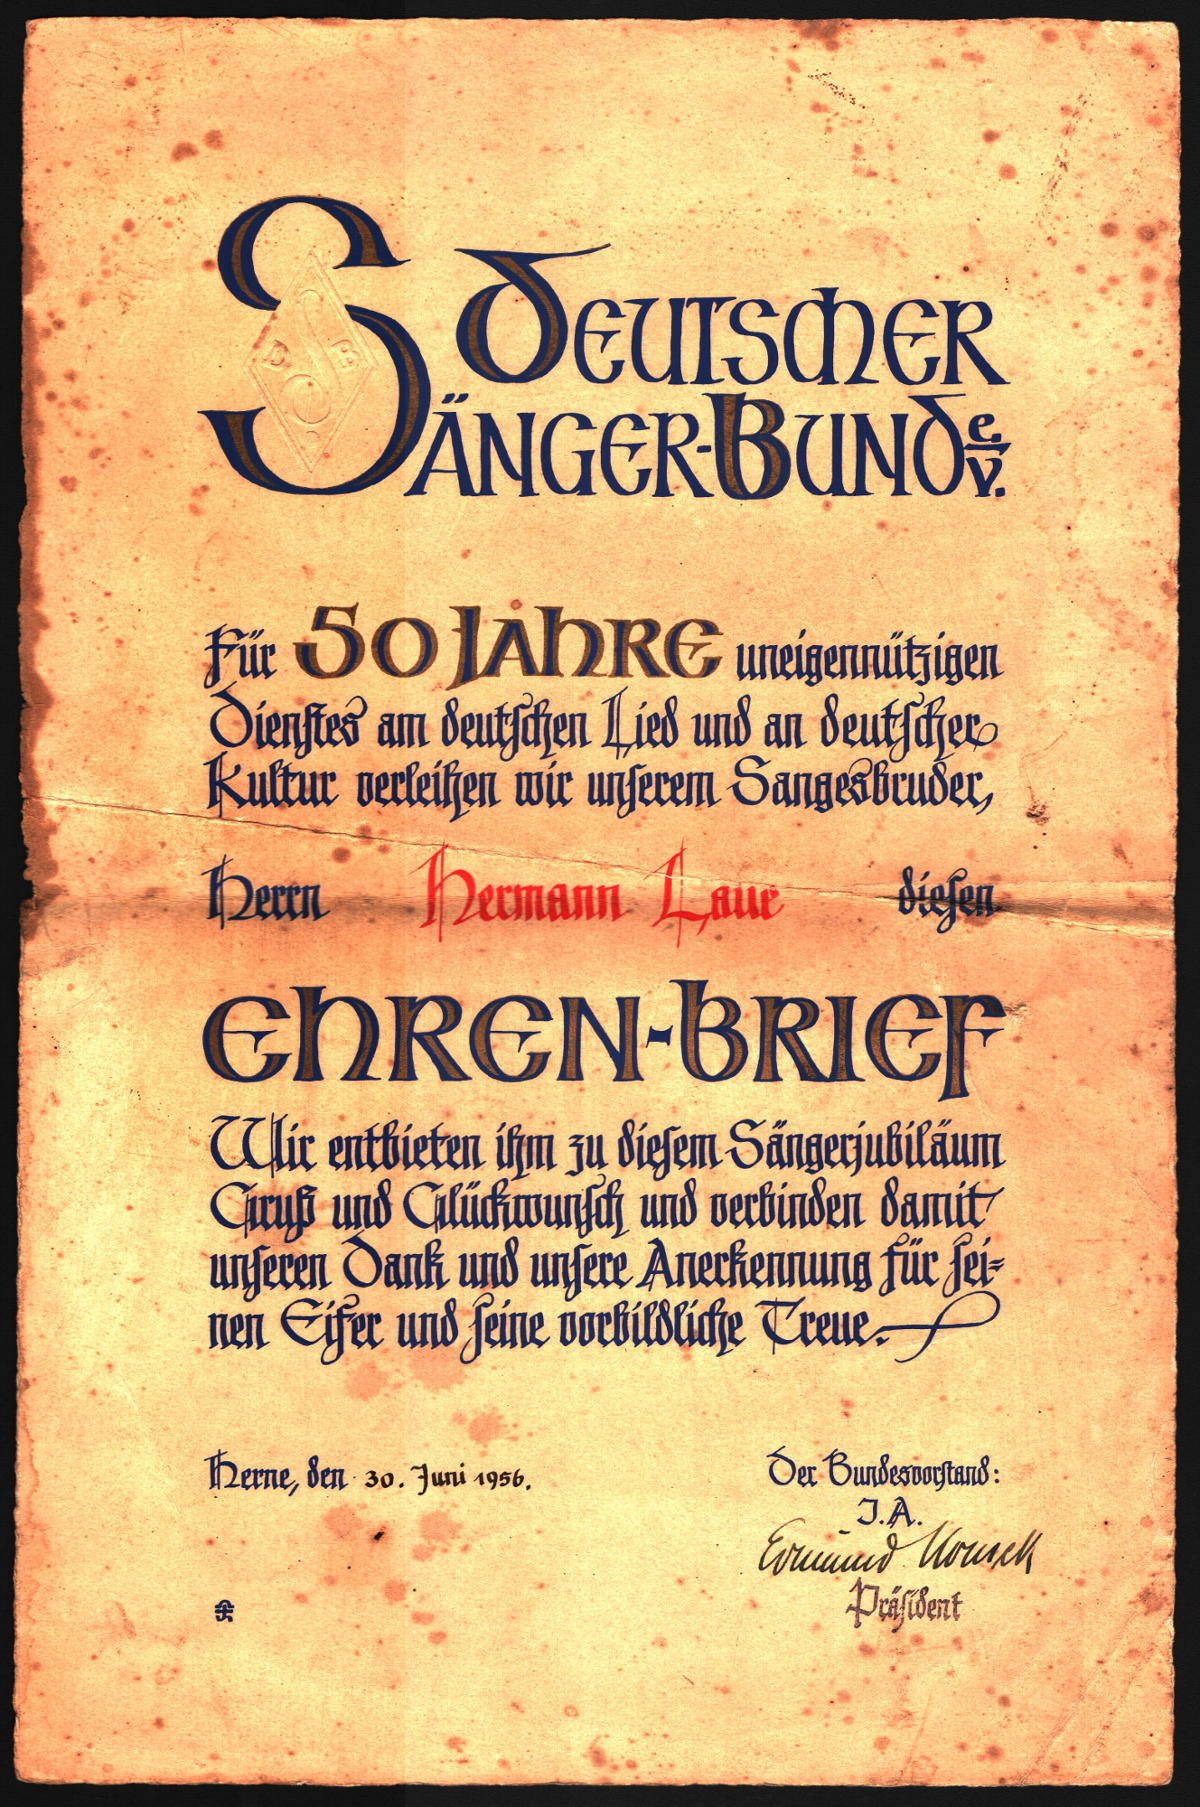 Deutscher
Sänger-Bund e.V.
DSB
Für 50 Jahre uneigennützigen
Dienstes am deutschen Lied und an deutscher
Kultur verleihen wir unserem Sangesbruder,
Herrn Hermann Laue diesen
Ehren-Brief
Wir entbieten ihm zu diesem Sängerjubiläum
Gruß und Glückwunsch und verbinden damit
unseren Dank und unsere Anerkennung für sei-
nen Eifer und seine vorbildliche Treue.
Herne, den 30. Juni 1956.
Der Bundesvorstand:
I.A.
Edmund
Präsident